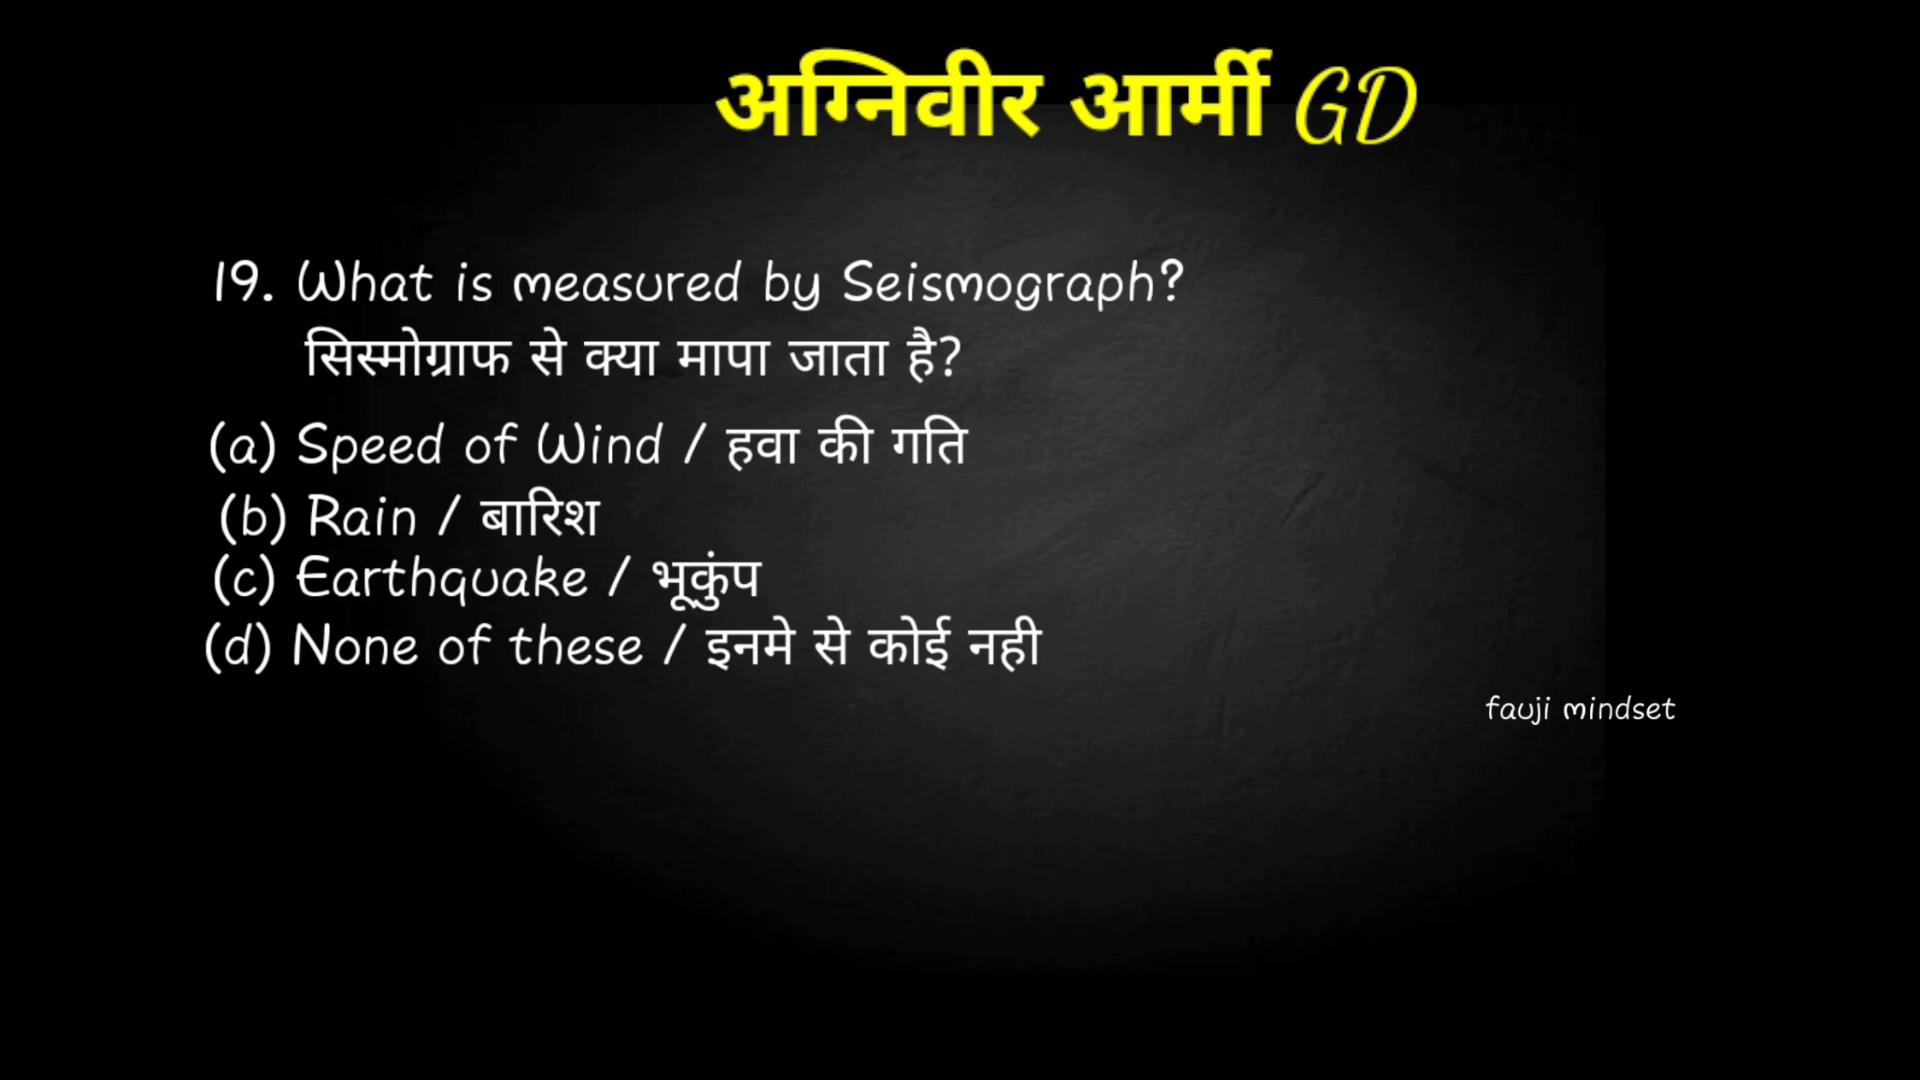 अग्निवीर आर्मी GD
19. What is measured by Seismograph?
सिस्मोग्राफ से क्या मापा जाता है?
(a) Speed of Wind / हवा की गति
(b) Rain / बारिश
(c) Earthquake / भूकुंप
(d) None of these / इनमे से कोई नही
fauji mindset